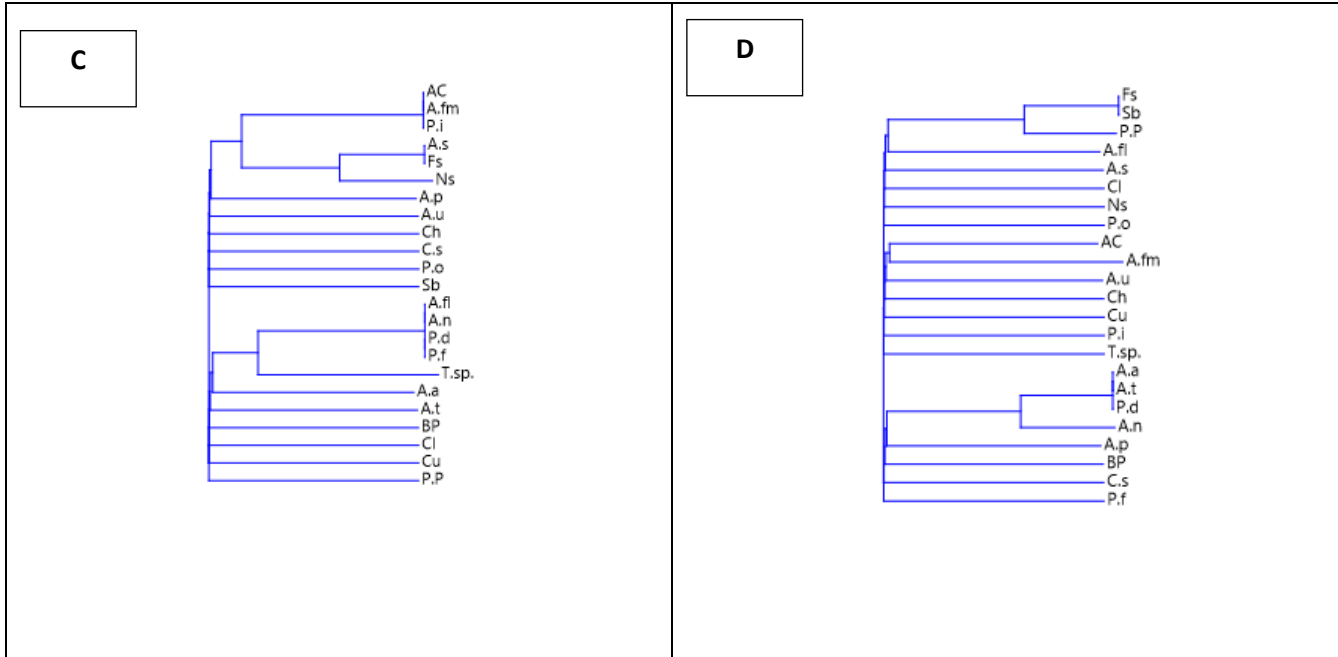 C
AC
A.fm
P.i
A.s
Fs
Ns
A.p
A.u
Ch
C.s
P.o
Sb
A.fl
A.n
P.d
P.f
T.sp.
A.a
A.t
BP
Cl
Cu
P.P
D
Fs
Sb
P.P
A.fl
A.s
Cl
Ns
P.o
AC
A.fm
A.u
Ch
Cu
P.i
T.sp.
A.a
A.t
P.d
A.n
A.p
BP
C.s
P.f